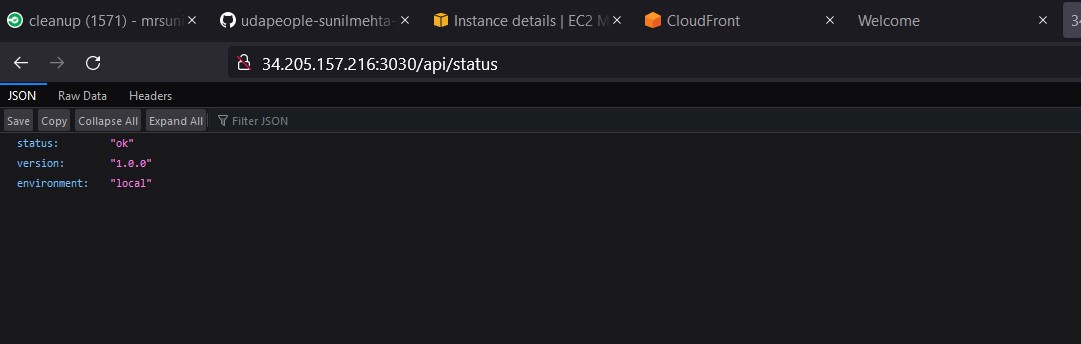 cleanup (1571) - mrsuni udapeople-sunilmehta- Instance details | EC2 M CloudFront Welcome 34
34.205.157.216:3030/api/status
JSON Raw Data Headers
Save Copy Collapse All Expand All Filter JSON
status: "ok"
version: "1.0.0"
environment: "local"